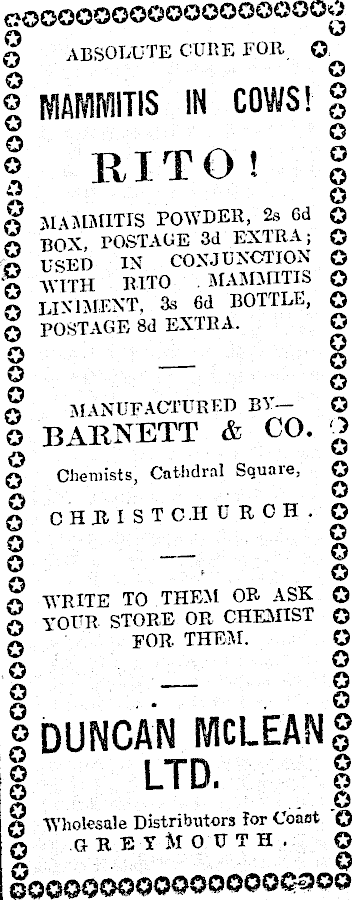 ABSOLUTE CURE FOR
MAMMITIS IN COWS!
RITO!
MAMMITIS POWDER, 2s 6d
BOX, POSTAGE 3d EXTRA;
USED IN CONJUNCTION
WITH RITO MAMMITIS
LINIMENT, 3s 6d BOTTLE,
POSTAGE 8d EXTRA.
MANUFACTURED BY—
BARNETT & CO.
Chemists, Cathdral Square,
CHRISTCHURCH.
WRITE TO THEM OR ASK
YOUR STORE OR CHEMIST
FOR THEM.
DUNCAN McLEAN
LTD.
Wholesale Distributors for Coast
GREYMOUTH.